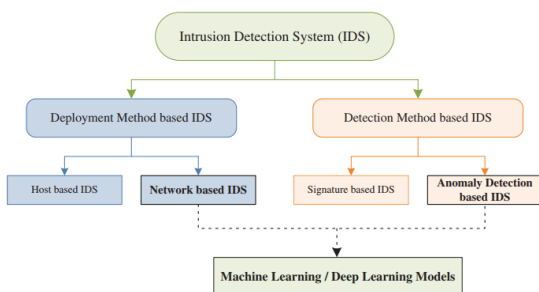 Intrusion Detection System (IDS)
Deployment Method based IDS
Detection Method based IDS
Host based IDS
Network based IDS
Signature based IDS
Anomaly Detection
based IDS
Machine Learning / Deep Learning Models